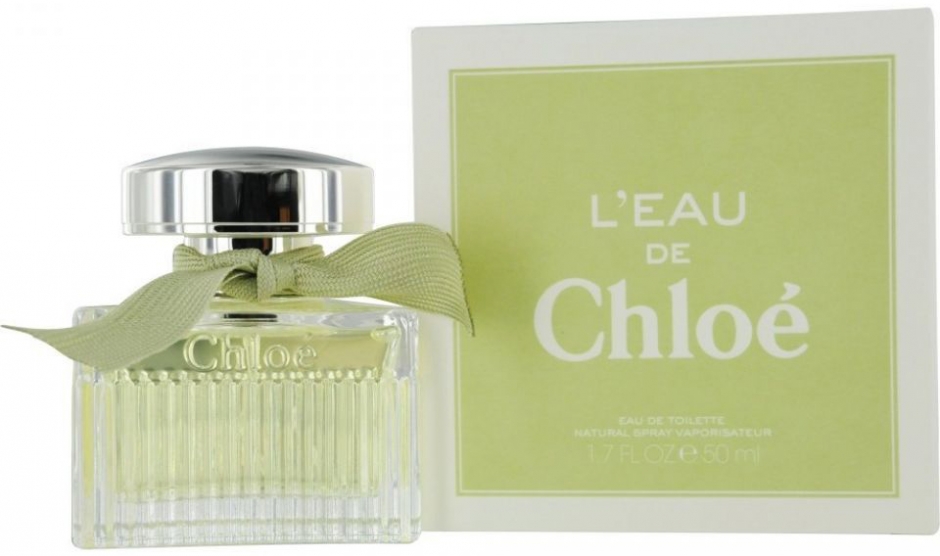 Chloé
L'EAU
DE
Chloé
EAU DE TOILETTE
NATURAL SPRAY VAPORISATEUR
1.7 FL OZ ℮ 50 ml